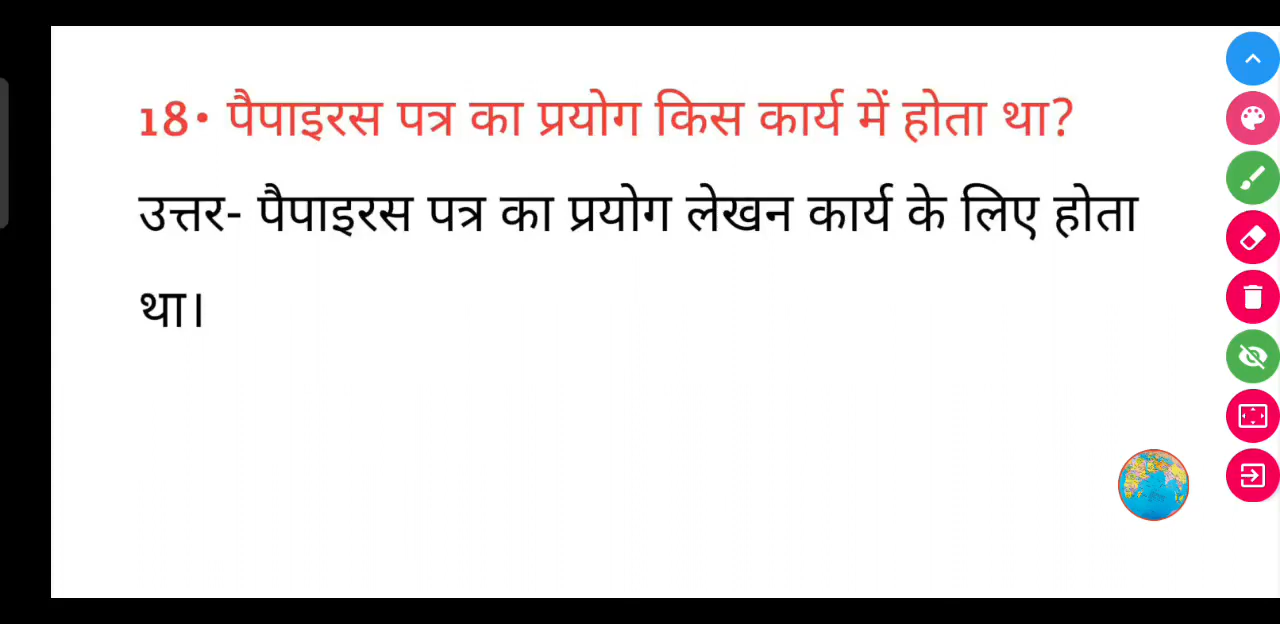 18• पैपाइरस पत्र का प्रयोग किस कार्य में होता था?
उत्तर- पैपाइरस पत्र का प्रयोग लेखन कार्य के लिए होता
था।